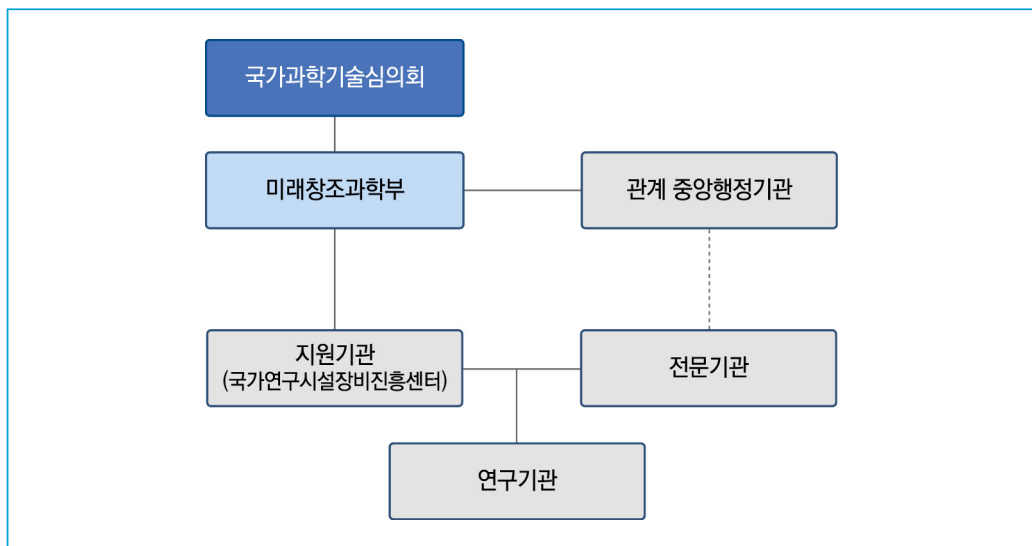 국가과학기술심의회
미래창조과학부
관계 중앙행정기관
지원기관
(국가연구시설장비진흥센터)
전문기관
연구기관